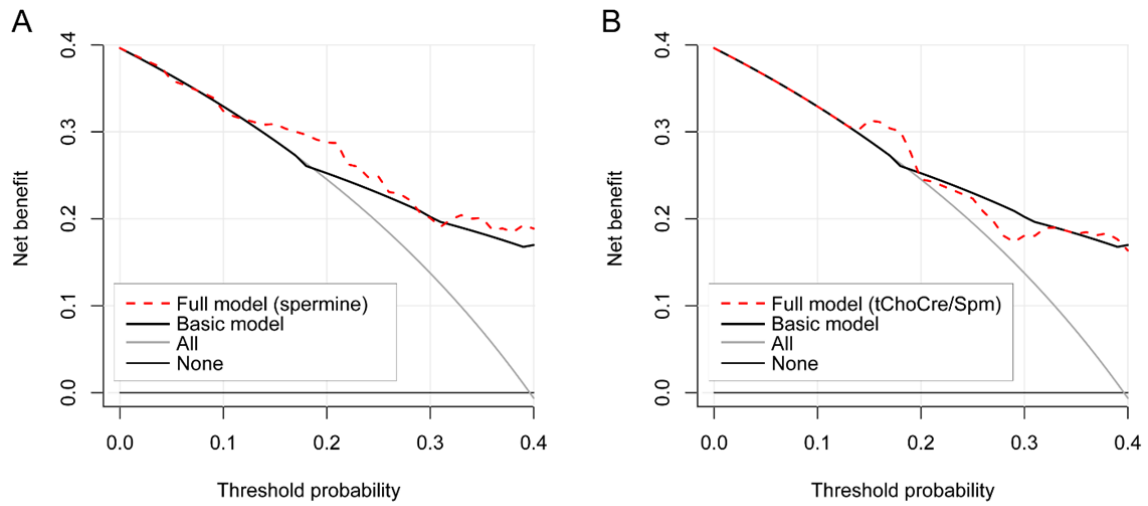 A
Net benefit
0.4
0.3
0.2
0.1
0.0
Full model (spermine)
Basic model
All
None
0.0 0.1 0.2 0.3 0.4
Threshold probability
B
Net benefit
0.4
0.3
0.2
0.1
0.0
Full model (tChoCre/Spm)
Basic model
All
None
0.0 0.1 0.2 0.3 0.4
Threshold probability